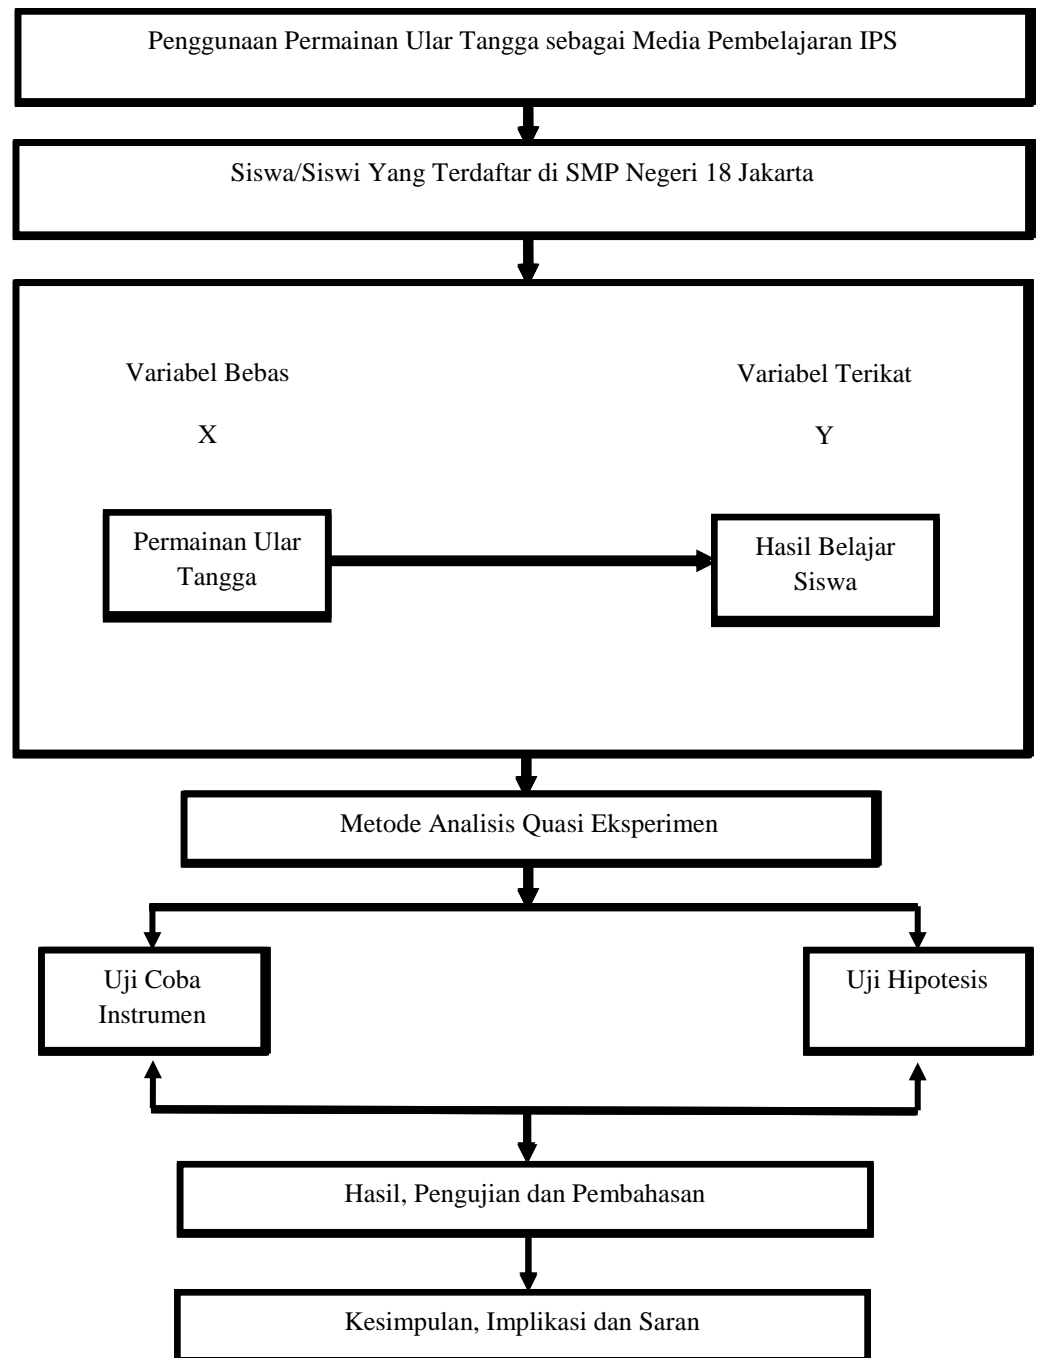 Penggunaan Permainan Ular Tangga sebagai Media Pembelajaran IPS
Siswa/Siswi Yang Terdaftar di SMP Negeri 18 Jakarta
Variabel Bebas
X
Variabel Terikat
Y
Permainan Ular
Tangga
Hasil Belajar
Siswa
Metode Analisis Quasi Eksperimen
Uji Coba
Instrumen
Uji Hipotesis
Hasil, Pengujian dan Pembahasan
Kesimpulan, Implikasi dan Saran